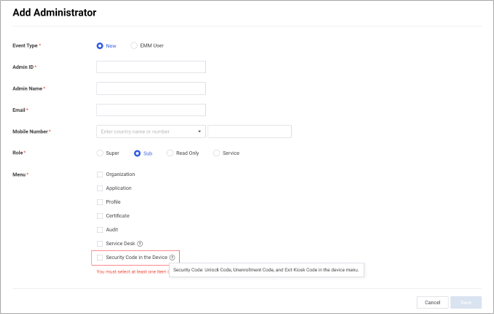 Add Administrator
Event Type * New EMM User
Admin ID *
Admin Name *
Email *
Mobile Number * Enter country name or number
Role * Super Sub Read Only Service
Menu * Organization
Application
Profile
Certificate
Audit
Service Desk ?
Security Code in the Device ?
You must select at least one item
Security Code: Unlock Code, Unenrollment Code, and Exit Kiosk Code in the device menu.
Cancel Save